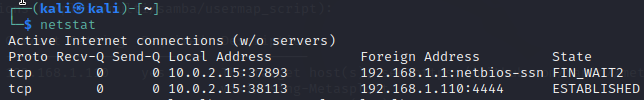 (kali㉿kali)-[~]
$ netstat
Active Internet connections (w/o servers)
Proto Recv-Q Send-Q Local Address Foreign Address State
tcp 0 0 10.0.2.15:37893 192.168.1.1:netbios-ssn FIN_WAIT2
tcp 0 0 10.0.2.15:38113 192.168.1.110:4444 ESTABLISHED